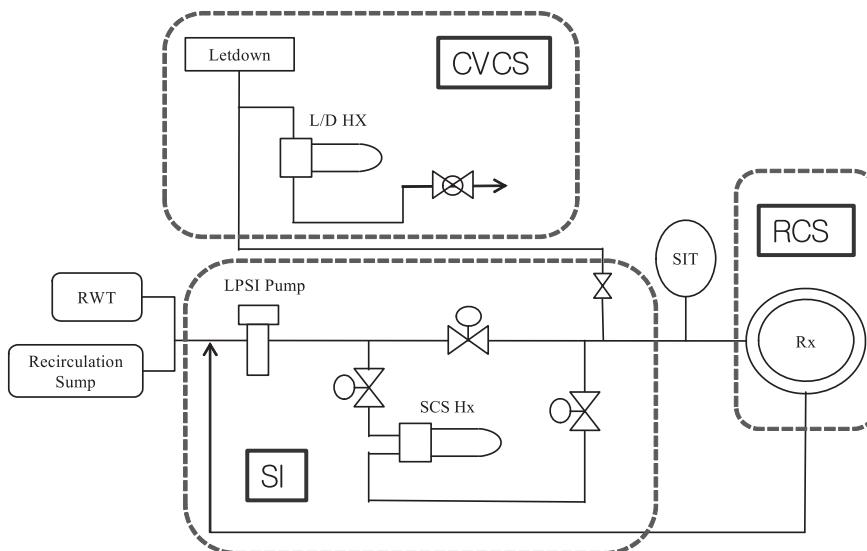 Letdown
CVCS
L/D HX
RCS
SIT
RWT
LPSI Pump
Rx
Recirculation
Sump
SCS Hx
SI